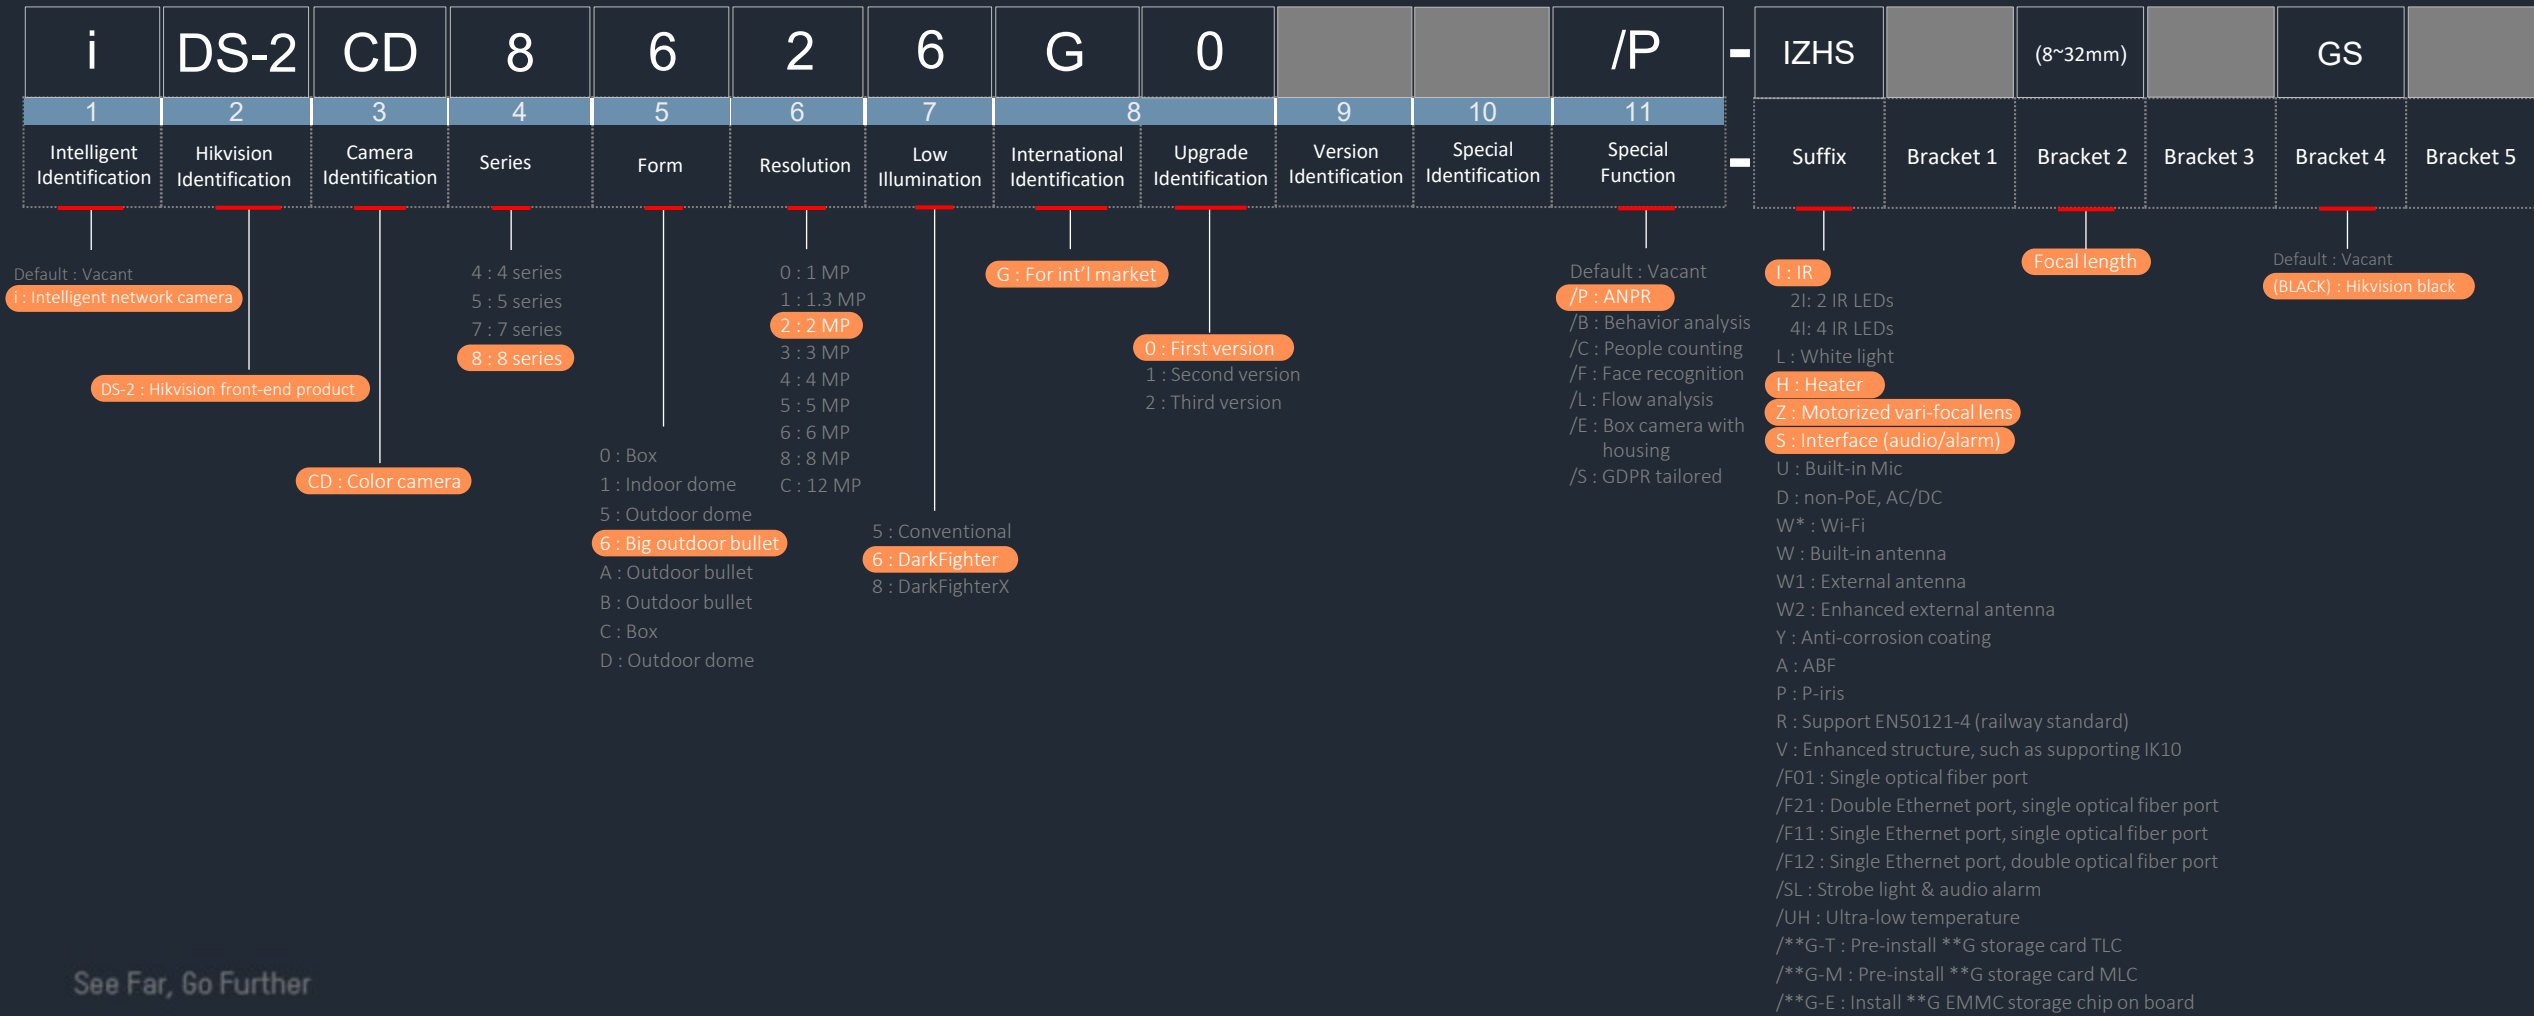 i DS-2 CD 8 6 2 6 G 0 /P - IZHS (8~32mm) GS
1 2 3 4 5 6 7 8 9 10 11
Intelligent Identification
Hikvision Identification
Camera Identification
Series
Form
Resolution
Low Illumination
International Identification
Upgrade Identification
Version Identification
Special Identification
Special Function
-
Suffix
Bracket 1
Bracket 2
Bracket 3
Bracket 4
Bracket 5
Default : Vacant
i : Intelligent network camera
DS-2 : Hikvision front-end product
CD : Color camera
4 : 4 series
5 : 5 series
7 : 7 series
8 : 8 series
0 : Box
1 : Indoor dome
5 : Outdoor dome
6 : Big outdoor bullet
A : Outdoor bullet
B : Outdoor bullet
C : Box
D : Outdoor dome
0 : 1 MP
1 : 1.3 MP
2 : 2 MP
3 : 3 MP
4 : 4 MP
5 : 5 MP
6 : 6 MP
8 : 8 MP
C : 12 MP
5 : Conventional
6 : DarkFighter
8 : DarkFighterX
G : For int’l market
0 : First version
1 : Second version
2 : Third version
Default : Vacant
/P : ANPR
/B : Behavior analysis
/C : People counting
/F : Face recognition
/L : Flow analysis
/E : Box camera with
housing
/S : GDPR tailored
I : IR
2I: 2 IR LEDs
4I: 4 IR LEDs
L : White light
H : Heater
Z : Motorized vari-focal lens
S : Interface (audio/alarm)
U : Built-in Mic
D : non-PoE, AC/DC
W* : Wi-Fi
W : Built-in antenna
W1 : External antenna
W2 : Enhanced external antenna
Y : Anti-corrosion coating
A : ABF
P : P-iris
R : Support EN50121-4 (railway standard)
V : Enhanced structure, such as supporting IK10
/F01 : Single optical fiber port
/F21 : Double Ethernet port, single optical fiber port
/F11 : Single Ethernet port, single optical fiber port
/F12 : Single Ethernet port, double optical fiber port
/SL : Strobe light & audio alarm
/UH : Ultra-low temperature
/**G-T : Pre-install **G storage card TLC
/**G-M : Pre-install **G storage card MLC
/**G-E : Install **G EMMC storage chip on board
Focal length
Default : Vacant
(BLACK) : Hikvision black
See Far, Go Further